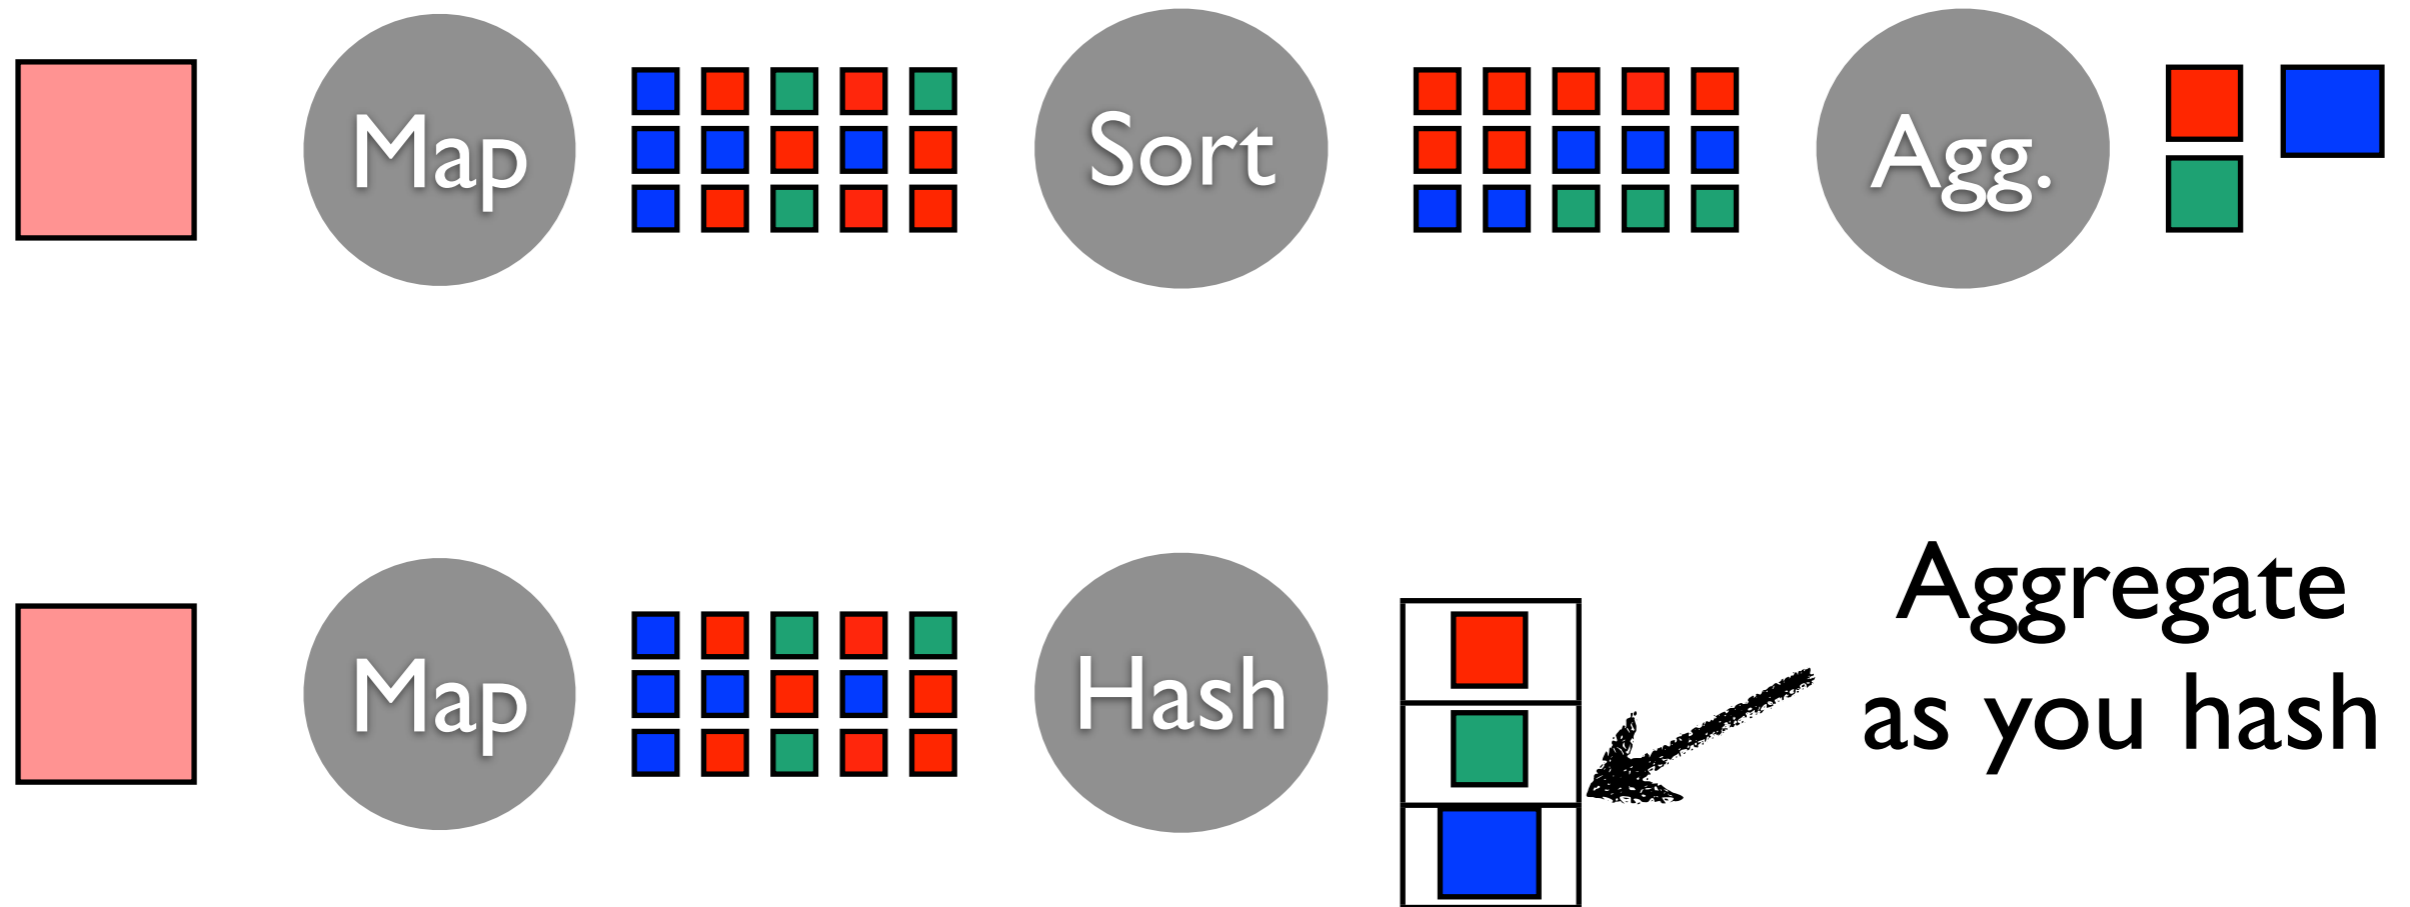 Map
Sort
Agg.
Map
Hash
Aggregate
as you hash